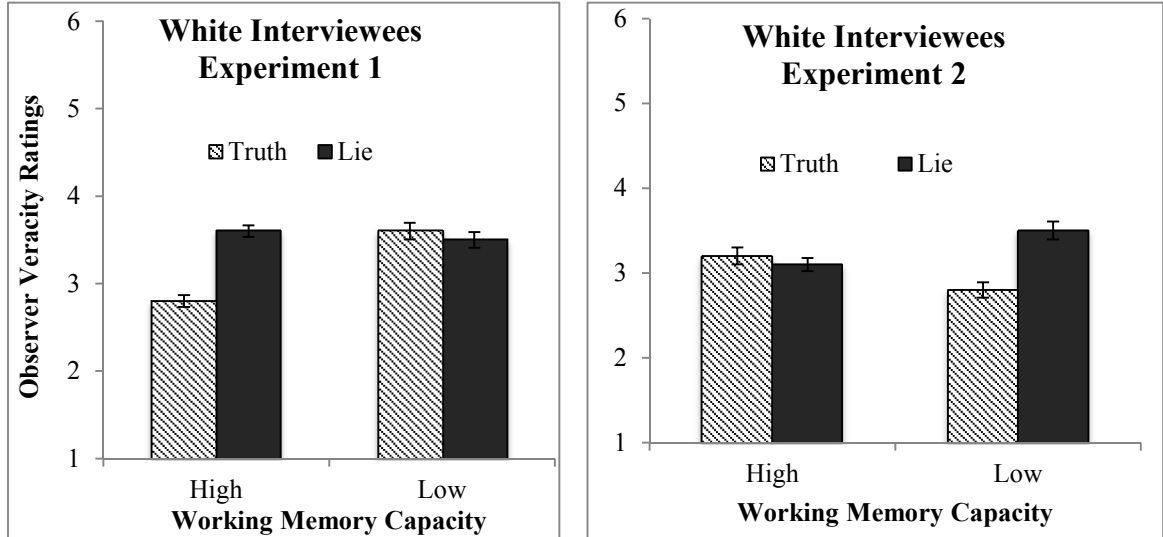 White Interviewees
Experiment 1
Observer Veracity Ratings
6
5
4
3
2
1
Truth
Lie
High
Low
Working Memory Capacity
White Interviewees
Experiment 2
6
5
4
3
2
1
Truth
Lie
High
Low
Working Memory Capacity